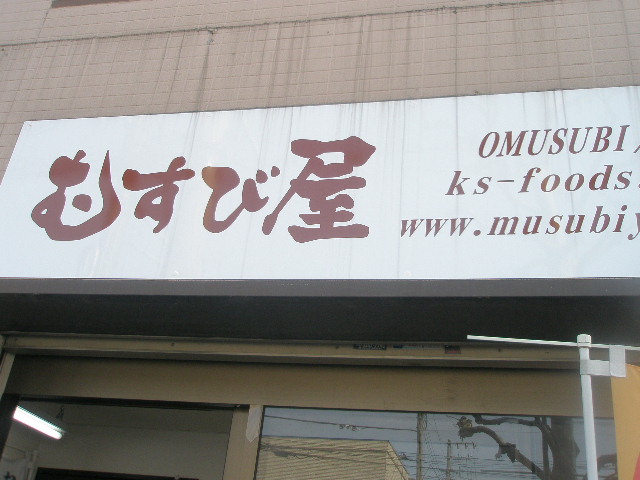 むすび屋
OMUSUBI
ks-foods.
www.musubiy